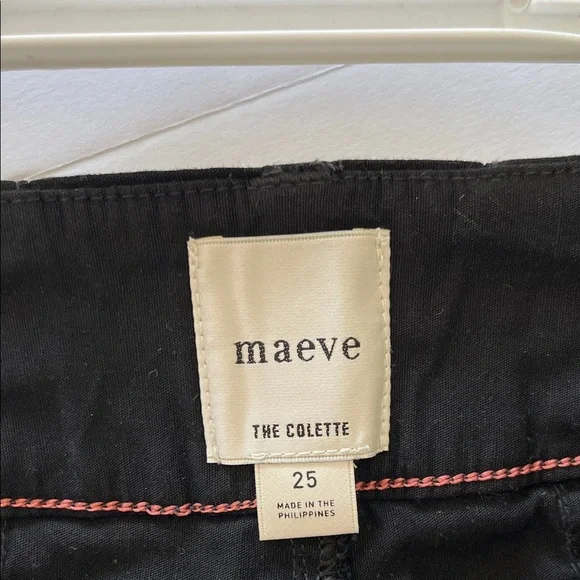 maeve
THE COLETTE
25
MADE IN THE
PHILIPPINES